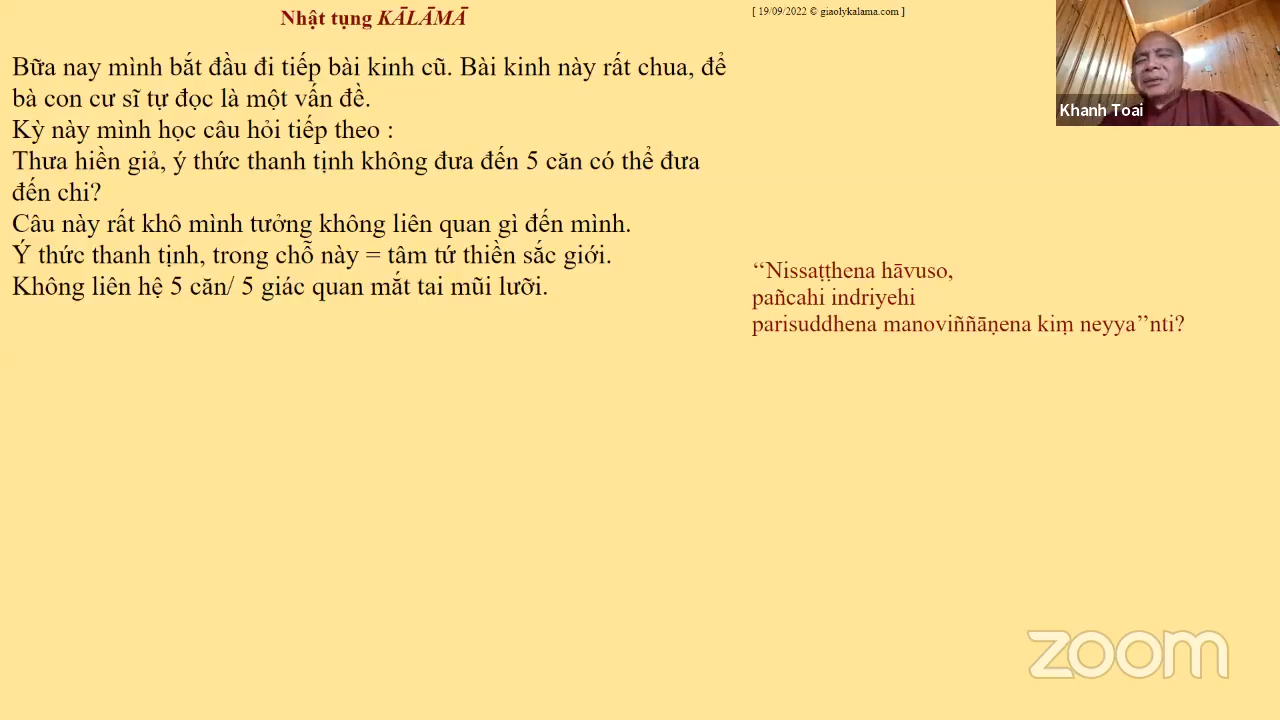 Nhật tụng KĀLĀMĀ
[ 19/09/2022 © giaolykalama.com ]
Bữa nay mình bắt đầu đi tiếp bài kinh cũ. Bài kinh này rất chua, để
bà con cư sĩ tự đọc là một vấn đề.
Kỳ này mình học câu hỏi tiếp theo :
Thưa hiền giả, ý thức thanh tịnh không đưa đến 5 căn có thể đưa
đến chi?
Câu này rất khô mình tưởng không liên quan gì đến mình.
Ý thức thanh tịnh, trong chỗ này = tâm tứ thiền sắc giới.
Không liên hệ 5 căn/ 5 giác quan mắt tai mũi lưỡi.
‘‘Nissaṭṭhena hāvuso,
pañcahi indriyehi
parisuddhena manoviññāṇena kiṃ neyya’’nti?
Khanh Toai
zoom